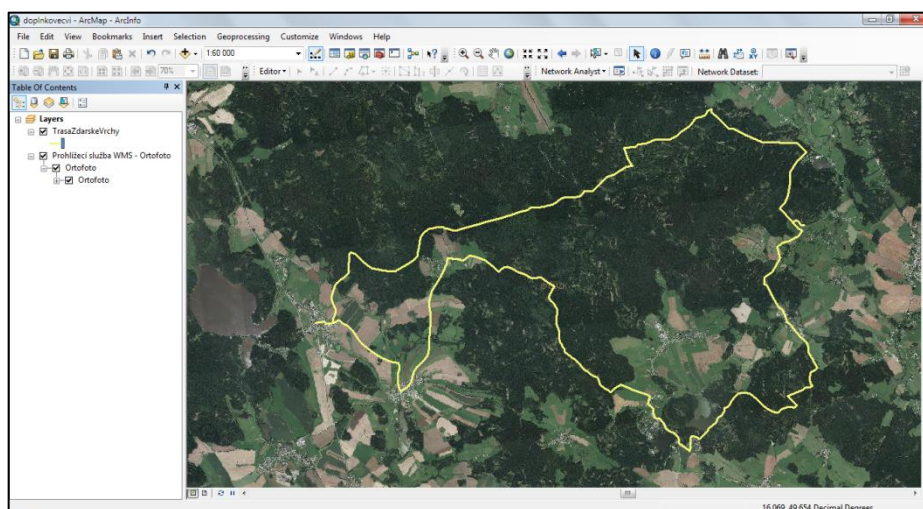 doplnkovecvi - ArcMap - ArcInfo
File Edit View Bookmarks Insert Selection Geoprocessing Customize Windows Help
1:60 000
70% Editor Network Analyst Network Dataset:
Table Of Contents
Layers
TrasaZdarskeVrchy
Prohlížecí služba WMS - Ortofoto
Ortofoto
Ortofoto
16,069 49,654 Decimal Degrees